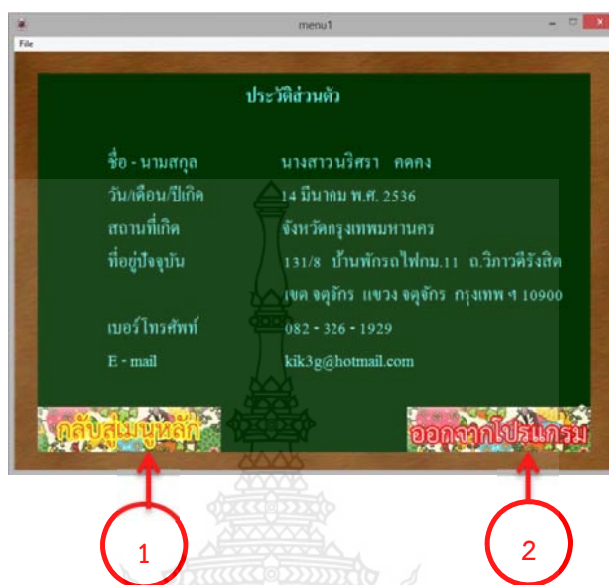 menu1
File
ประวัติส่วนตัว
ชื่อ - นามสกุล นางสาวนริศรา คคคง
วัน/เดือน/ปีเกิด 14 มีนาคม พ.ศ. 2536
สถานที่เกิด จังหวัดกรุงเทพมหานคร
ที่อยู่ปัจจุบัน 131/8 บ้านพักรถไฟกม.11 ถ.วิภาวดีรังสิต
เขต จตุจักร แขวง จตุจักร กรุงเทพ ฯ 10900
เบอร์โทรศัพท์ 082 - 326 - 1929
E - mail kik3g@hotmail.com
กลับสู่เมนูหลัก ออกจากโปรแกรม
1 2